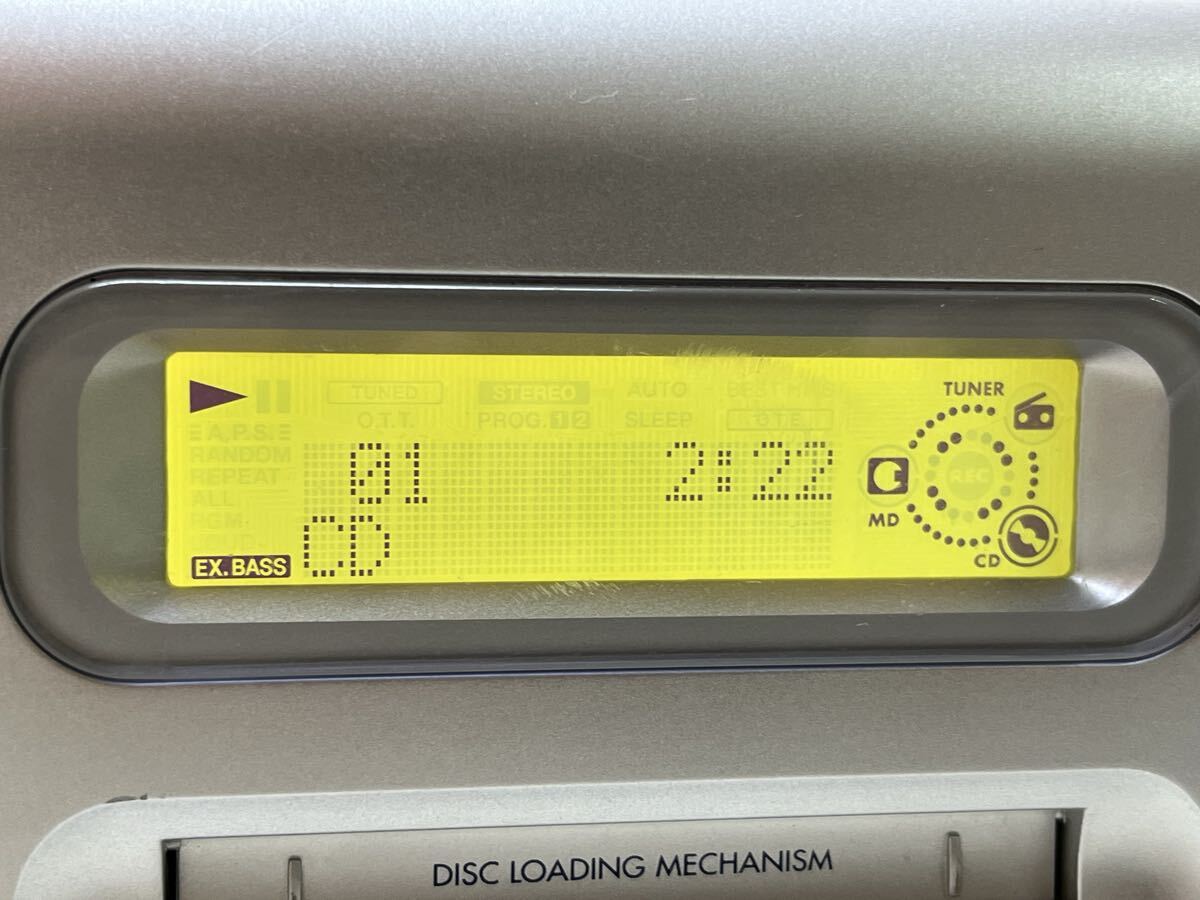 TUNED STEREO AUTO BEST HITS TUNER
O.T.T. PROG. 1 2 SLEEP
A.P.S.
RANDOM 01 2:22
REPEAT REC
ALL
PGM MD
EX. BASS CD CD
DISC LOADING MECHANISM